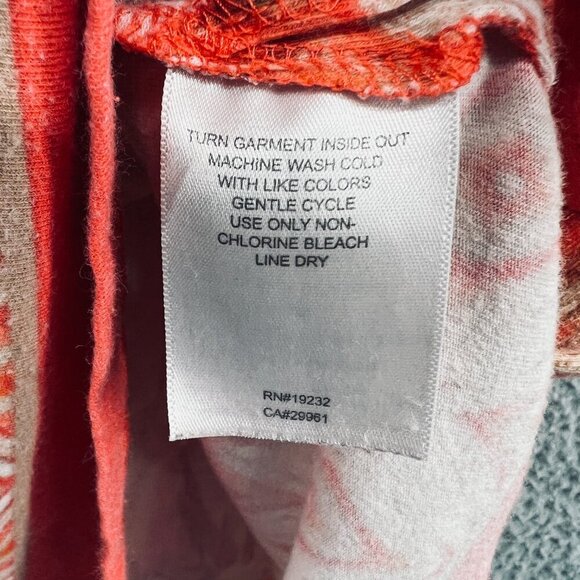 TURN GARMENT INSIDE OUT
MACHINE WASH COLD
WITH LIKE COLORS
GENTLE CYCLE
USE ONLY NON-
CHLORINE BLEACH
LINE DRY
RN#19232
CA#29961